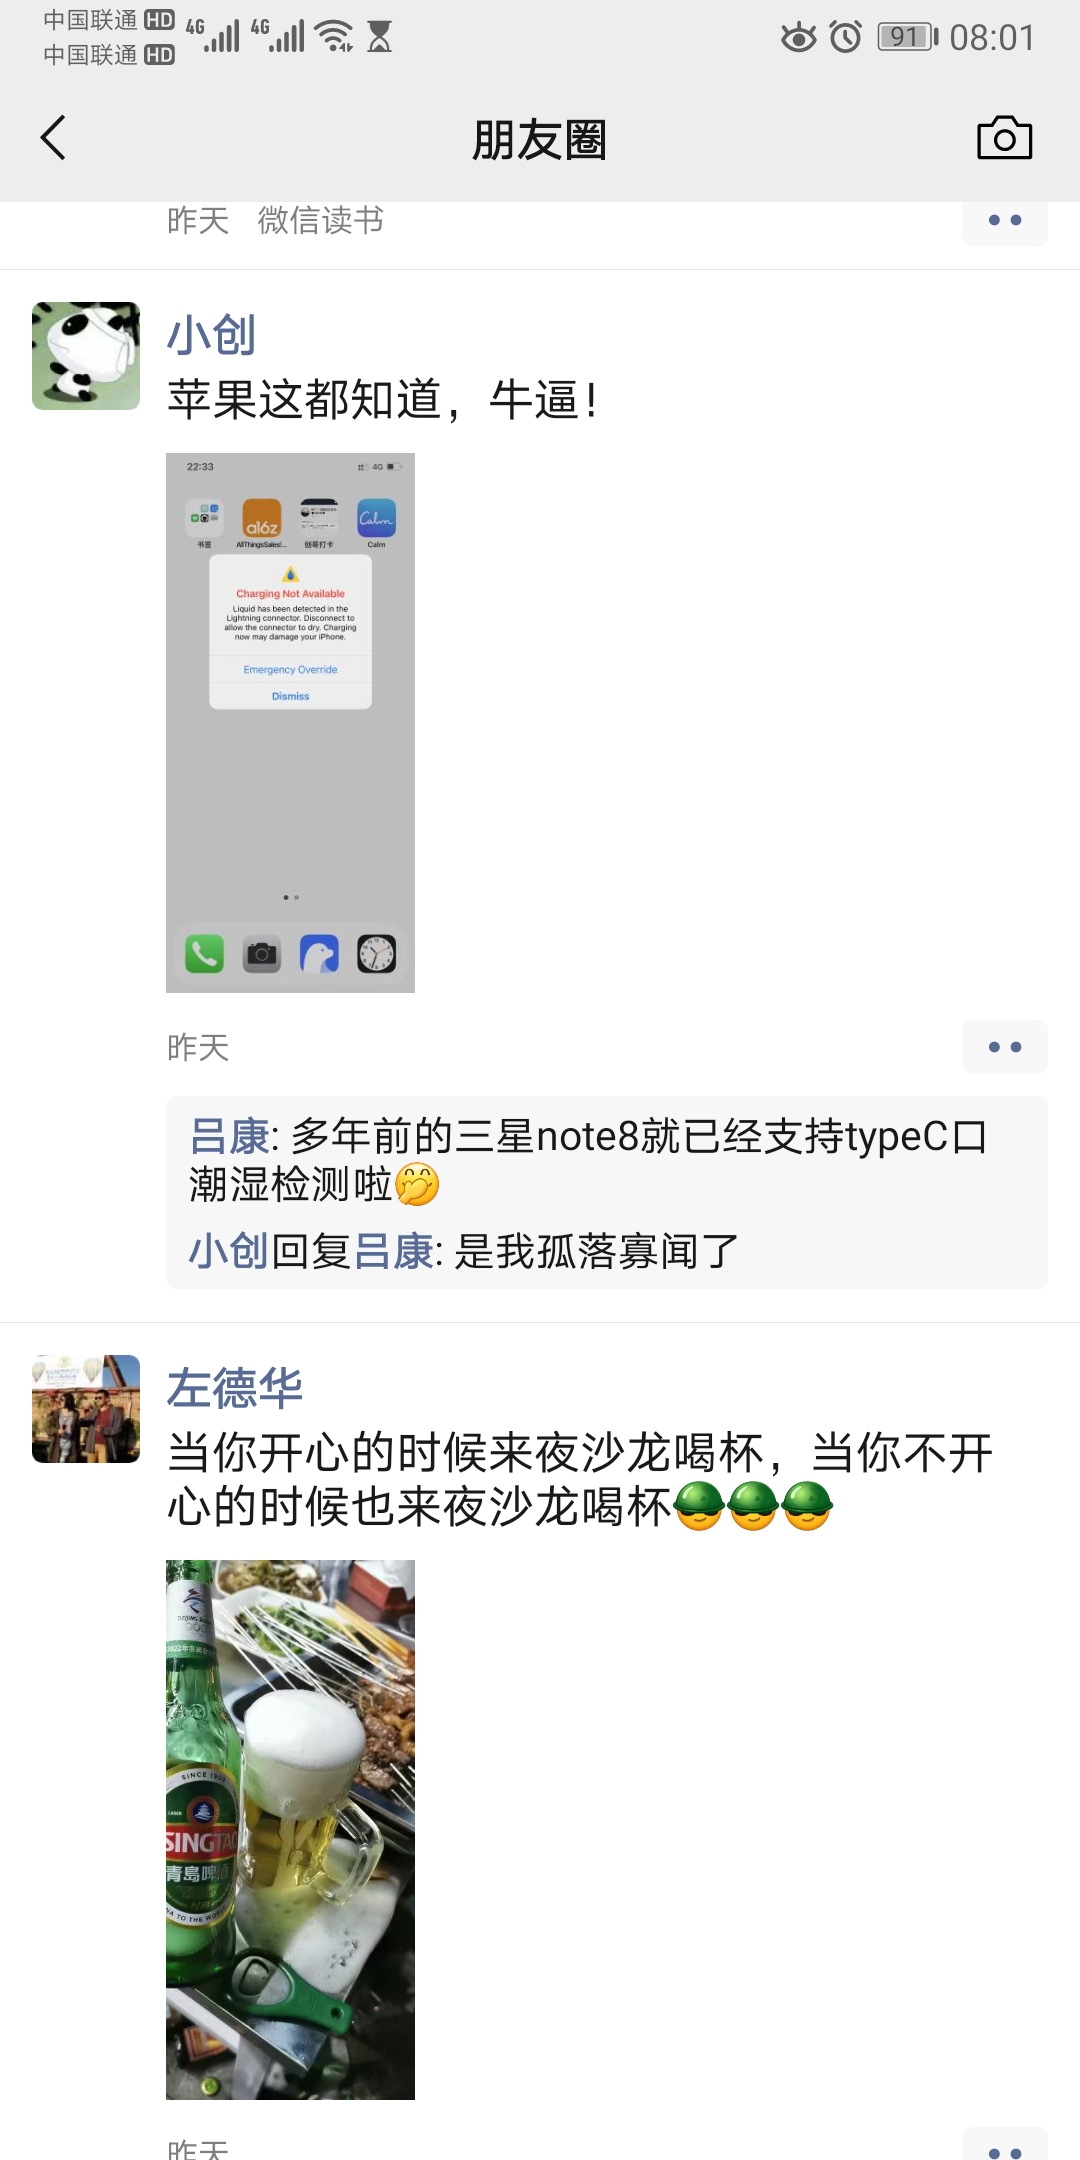 中国联通 HD 4G 4G 91 08:01
中国联通 HD
朋友圈
昨天 微信读书
小创
苹果这都知道，牛逼！
22:33 4G
a16z
Calm
书签 AllThingsSales!... 创哥打卡 Calm
Charging Not Available
Liquid has been detected in the
Lightning connector. Disconnect to
allow the connector to dry. Charging
now may damage your iPhone.
Emergency Override
Dismiss
昨天
吕康: 多年前的三星note8就已经支持typeC口
潮湿检测啦
小创回复吕康: 是我孤落寡闻了
左德华
当你开心的时候来夜沙龙喝杯，当你不开
心的时候也来夜沙龙喝杯
SINCE 1903
SINGTAO
青岛啤酒
昨天